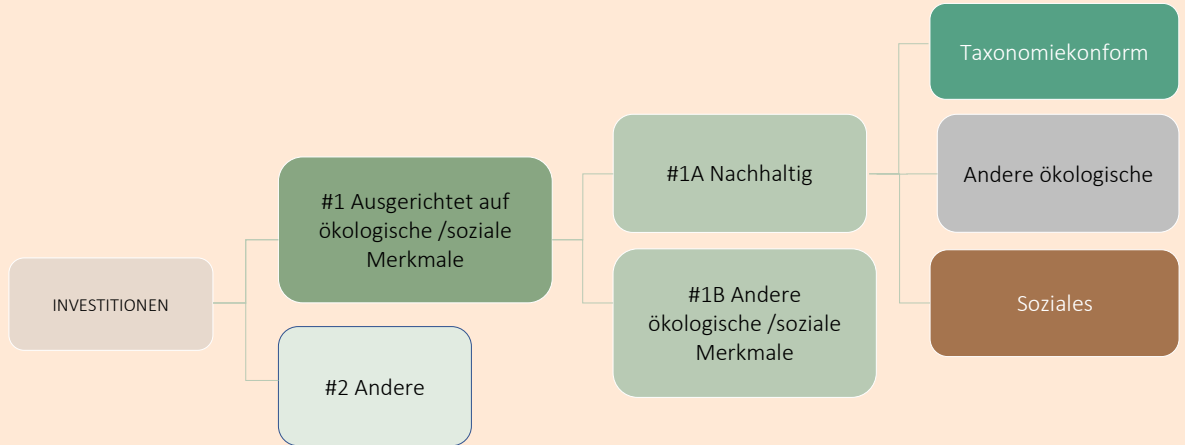 INVESTITIONEN
#1 Ausgerichtet auf
ökologische /soziale
Merkmale
#2 Andere
#1A Nachhaltig
#1B Andere
ökologische /soziale
Merkmale
Taxonomiekonform
Andere ökologische
Soziales